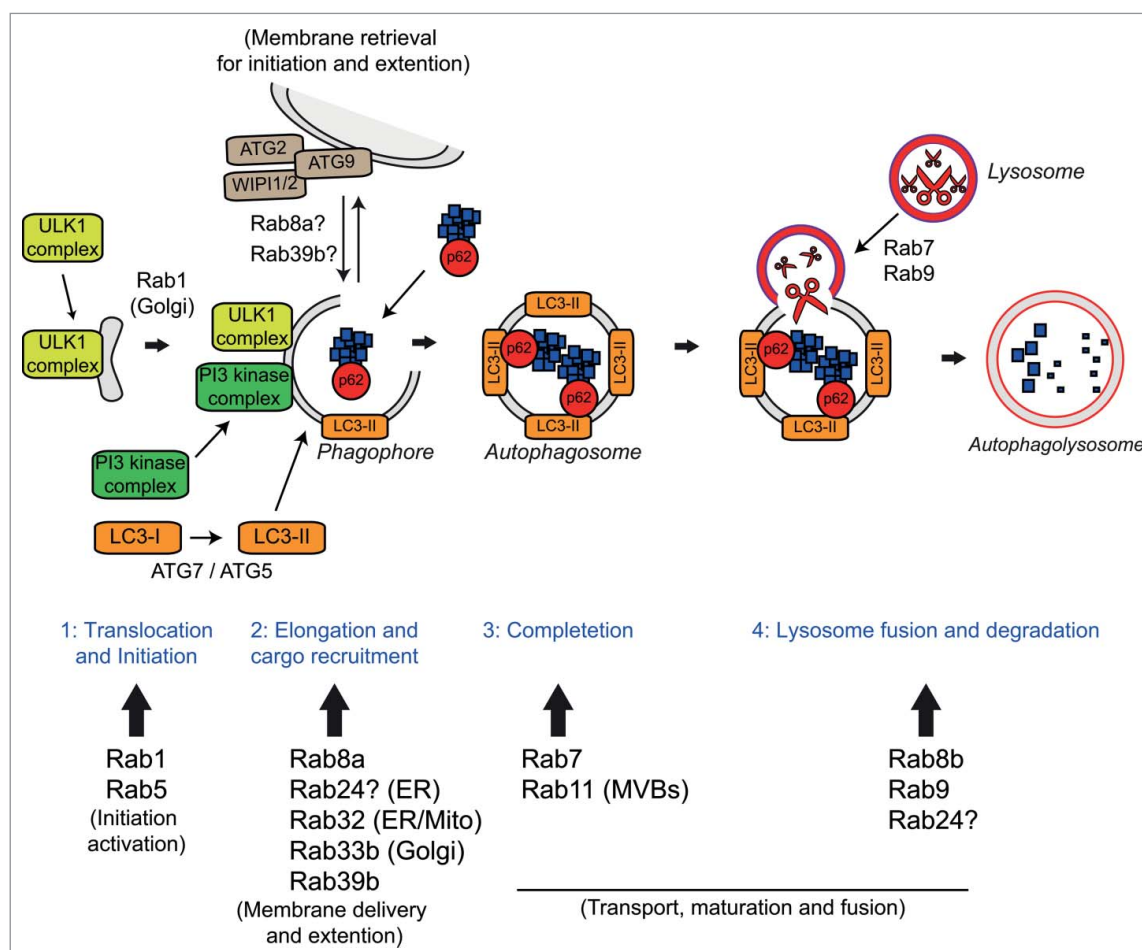 (Membrane retrieval
for initiation and extention)
ATG2
ATG9
WIPI1/2
Rab8a?
Rab39b?
p62
ULK1
complex
ULK1
complex
Rab1
(Golgi)
ULK1
complex
PI3 kinase
complex
p62
LC3-II
Phagophore
PI3 kinase
complex
LC3-I
LC3-II
ATG7 / ATG5
LC3-II
LC3-II
LC3-II
LC3-II
p62
p62
Autophagosome
Lysosome
Rab7
Rab9
LC3-II
LC3-II
LC3-II
p62
p62
Autophagolysosome
1: Translocation
and Initiation
2: Elongation and
cargo recruitment
3: Completetion
4: Lysosome fusion and degradation
Rab1
Rab5
(Initiation
activation)
Rab8a
Rab24? (ER)
Rab32 (ER/Mito)
Rab33b (Golgi)
Rab39b
(Membrane delivery
and extention)
Rab7
Rab11 (MVBs)
Rab8b
Rab9
Rab24?
(Transport, maturation and fusion)